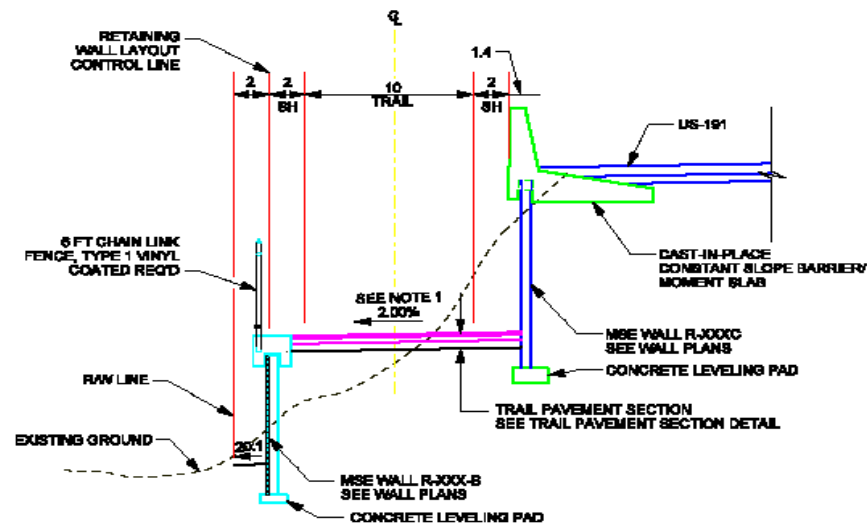 ℄
RETAINING
WALL LAYOUT
CONTROL LINE
1.4
2
2
10
2
SH
TRAIL
SH
US-191
6 FT CHAIN LINK
FENCE, TYPE 1 VINYL
COATED REQ'D
CAST-IN-PLACE
CONSTANT SLOPE BARRIER/
MOMENT SLAB
SEE NOTE 1
2.00%
MSE WALL R-XXXC
SEE WALL PLANS
CONCRETE LEVELING PAD
R/W LINE
TRAIL PAVEMENT SECTION
SEE TRAIL PAVEMENT SECTION DETAIL
EXISTING GROUND
20:1
MSE WALL R-XXX-B
SEE WALL PLANS
CONCRETE LEVELING PAD